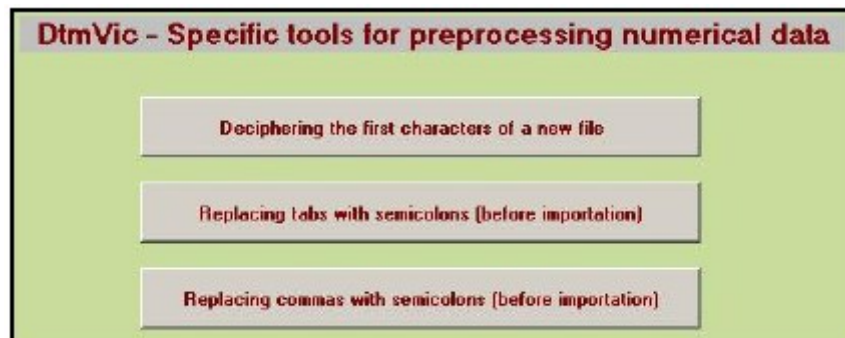 DtmVic - Specific tools for preprocessing numerical data
Deciphering the first characters of a new file
Replacing tabs with semicolons (before importation)
Replacing commas with semicolons (before importation)